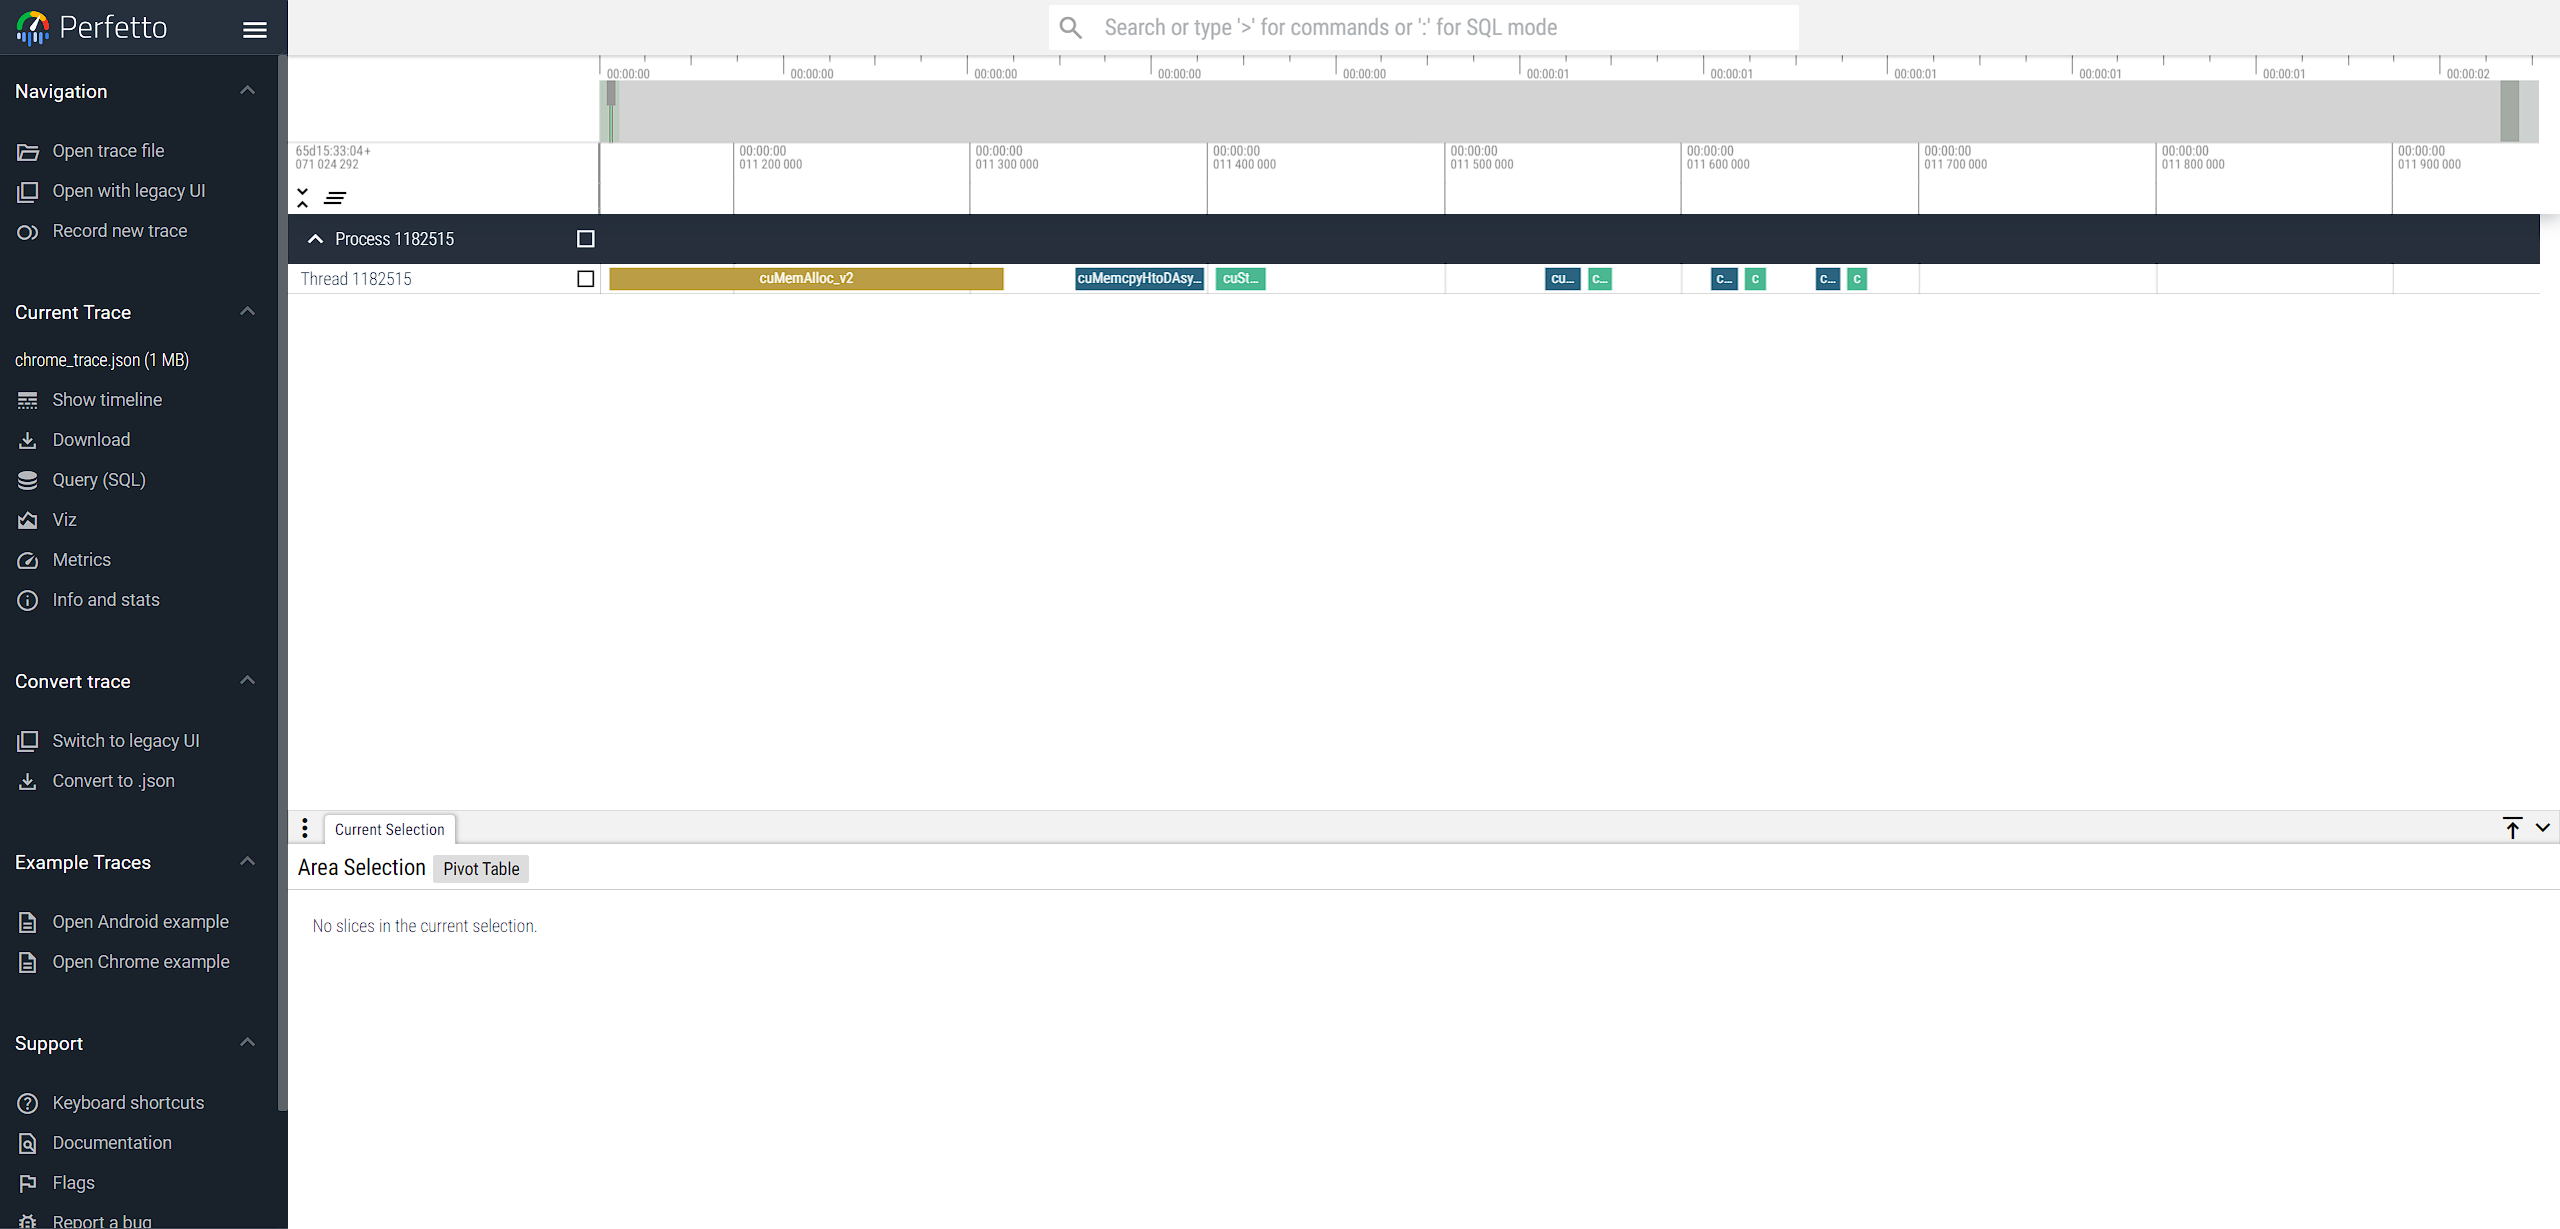 Perfetto
Search or type '>' for commands or ':' for SQL mode
Navigation
Open trace file
Open with legacy UI
Record new trace
Current Trace
chrome_trace.json (1 MB)
Show timeline
Download
Query (SQL)
Viz
Metrics
Info and stats
Convert trace
Switch to legacy UI
Convert to .json
Example Traces
Open Android example
Open Chrome example
Support
Keyboard shortcuts
Documentation
Flags
Report a bug
00:00:00 00:00:00 00:00:00 00:00:00 00:00:00 00:00:01 00:00:01 00:00:01 00:00:01 00:00:01 00:00:02
65d15:33:04+ 00:00:00 00:00:00 00:00:00 00:00:00 00:00:00 00:00:00 00:00:00 00:00:00
071 024 292 011 200 000 011 300 000 011 400 000 011 500 000 011 600 000 011 700 000 011 800 000 011 900 000
Process 1182515
Thread 1182515 cuMemAlloc_v2 cuMemcpyHtoDAsy... cuSt... cu... c... c... c c... c
Current Selection
Area Selection Pivot Table
No slices in the current selection.